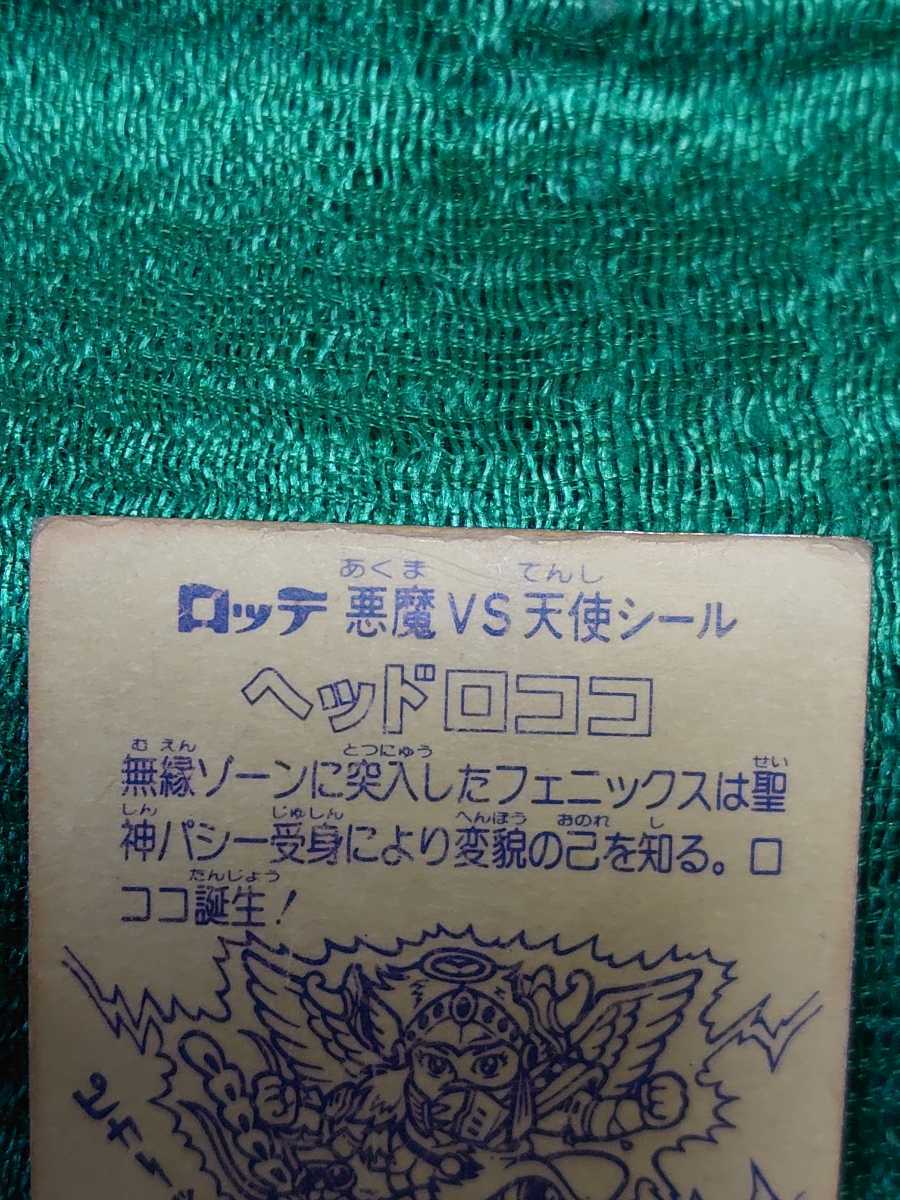 あくま てんし
ロッテ 悪魔VS天使シール
ヘッドロココ
む えん とつにゅう せい
無縁ゾーンに突入したフェニックスは聖
しん じゅしん へんぼう おのれ し
神パシー受身により変貌の己を知る。ロ
たんじょう
ココ誕生!